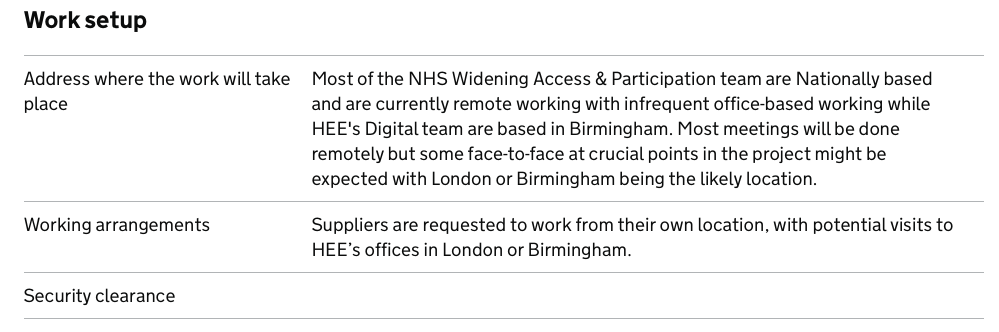 Work setup
Address where the work will take
place
Most of the NHS Widening Access & Participation team are Nationally based
and are currently remote working with infrequent office-based working while
HEE's Digital team are based in Birmingham. Most meetings will be done
remotely but some face-to-face at crucial points in the project might be
expected with London or Birmingham being the likely location.
Working arrangements
Suppliers are requested to work from their own location, with potential visits to
HEE’s offices in London or Birmingham.
Security clearance